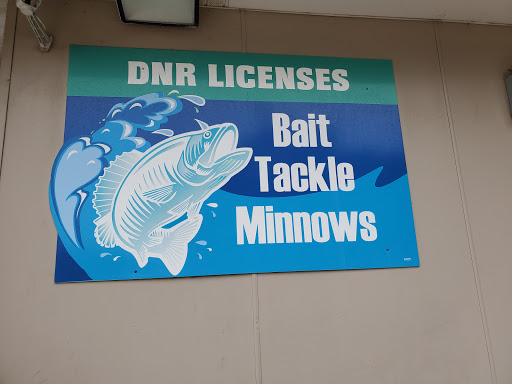 DNR LICENSES
Bait
Tackle
Minnows